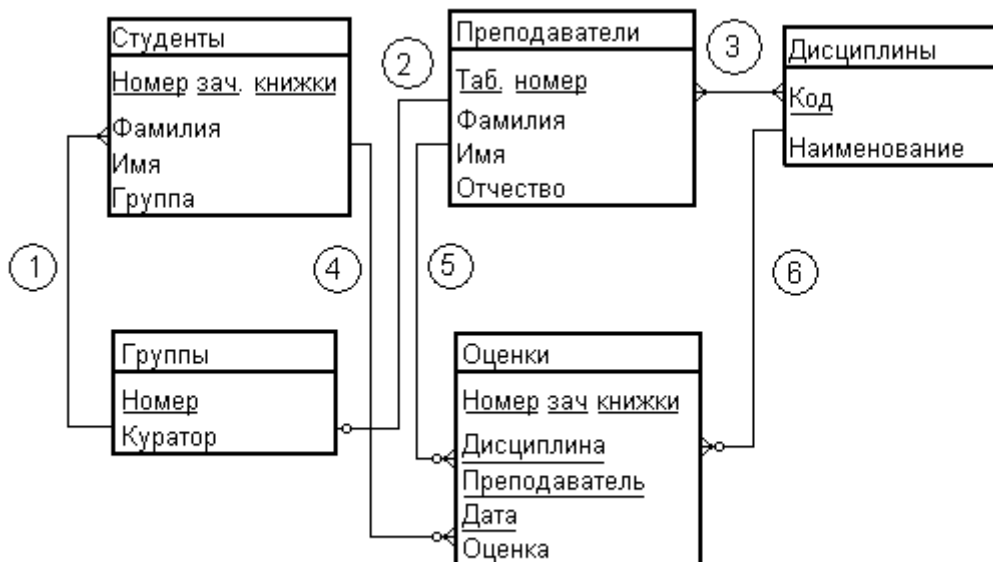 Студенты
Номер зач. книжки
Фамилия
Имя
Группа
2
Преподаватели
Таб. номер
Фамилия
Имя
Отчество
3
Дисциплины
Код
Наименование
1
4
5
6
Группы
Номер
Куратор
Оценки
Номер зач книжки
Дисциплина
Преподаватель
Дата
Оценка